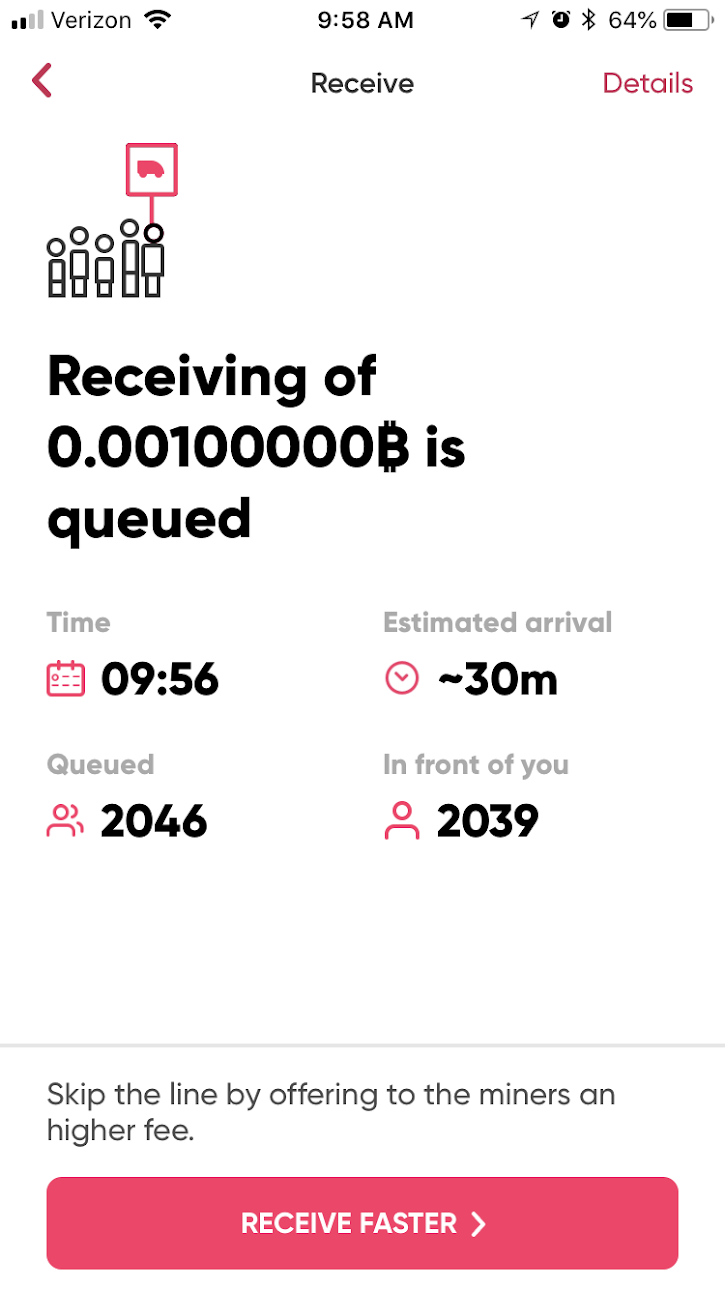 Verizon 9:58 AM 64%
Receive Details
Receiving of
0.00100000₿ is
queued
Time Estimated arrival
09:56 ~30m
Queued In front of you
2046 2039
Skip the line by offering to the miners an
higher fee.
RECEIVE FASTER